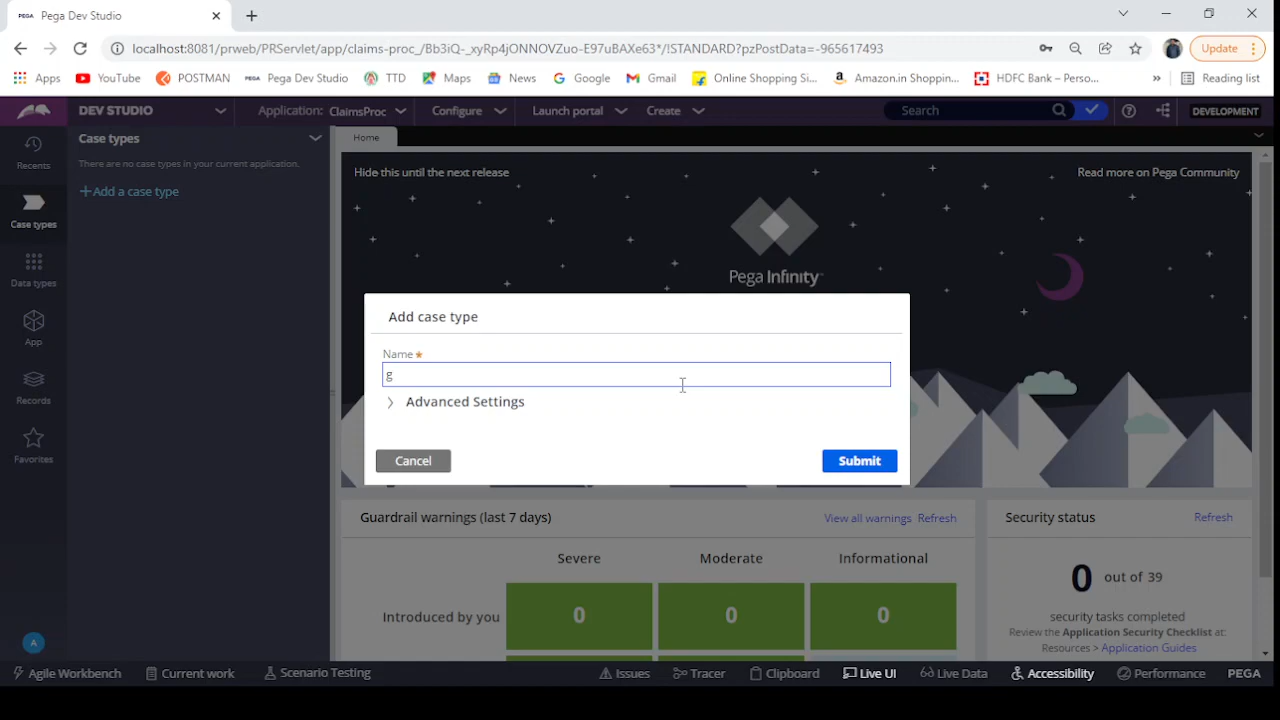 PEGA Pega Dev Studio
localhost:8081/prweb/PRServlet/app/claims-proc_/Bb3iQ-_xyRp4jONNOVZuo-E97uBAXe63*/!STANDARD?pzPostData=-965617493 Update
Apps YouTube POSTMAN PEGA Pega Dev Studio TTD Maps News Google Gmail Online Shopping Si... Amazon.in Shoppin... HDFC Bank – Perso... » Reading list
DEV STUDIO Application: ClaimsProc Configure Launch portal Create Search DEVELOPMENT
Recents
Case types
Data types
App
Records
Favorites
A
Case types
There are no case types in your current application.
+Add a case type
Home
Hide this until the next release Read more on Pega Community
Pega Infinity™
Add case type
Name ★
g
Advanced Settings
Cancel Submit
Guardrail warnings (last 7 days) View all warnings Refresh
Severe Moderate Informational
Introduced by you 0 0 0
Security status Refresh
0 out of 39
security tasks completed
Review the Application Security Checklist at:
Resources > Application Guides
Agile Workbench Current work Scenario Testing Issues Tracer Clipboard Live UI Live Data Accessibility Performance PEGA